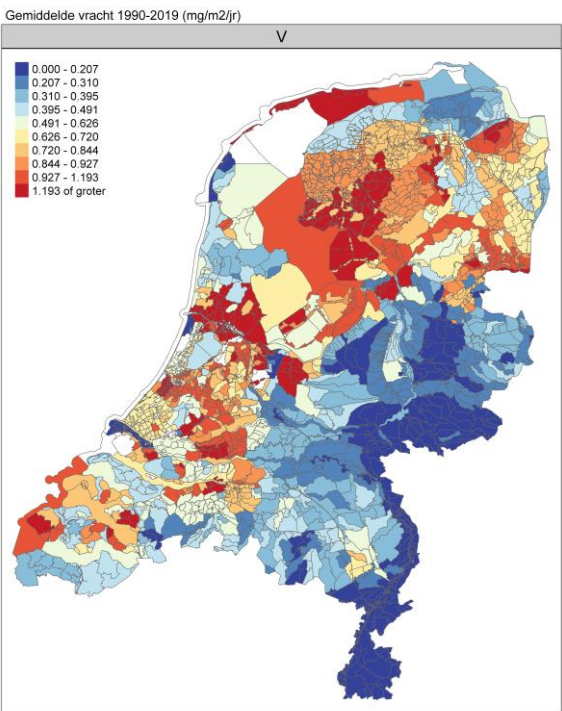 Gemiddelde vracht 1990-2019 (mg/m2/jr)
V
0.000 - 0.207
0.207 - 0.310
0.310 - 0.395
0.395 - 0.491
0.491 - 0.626
0.626 - 0.720
0.720 - 0.844
0.844 - 0.927
0.927 - 1.193
1.193 of groter